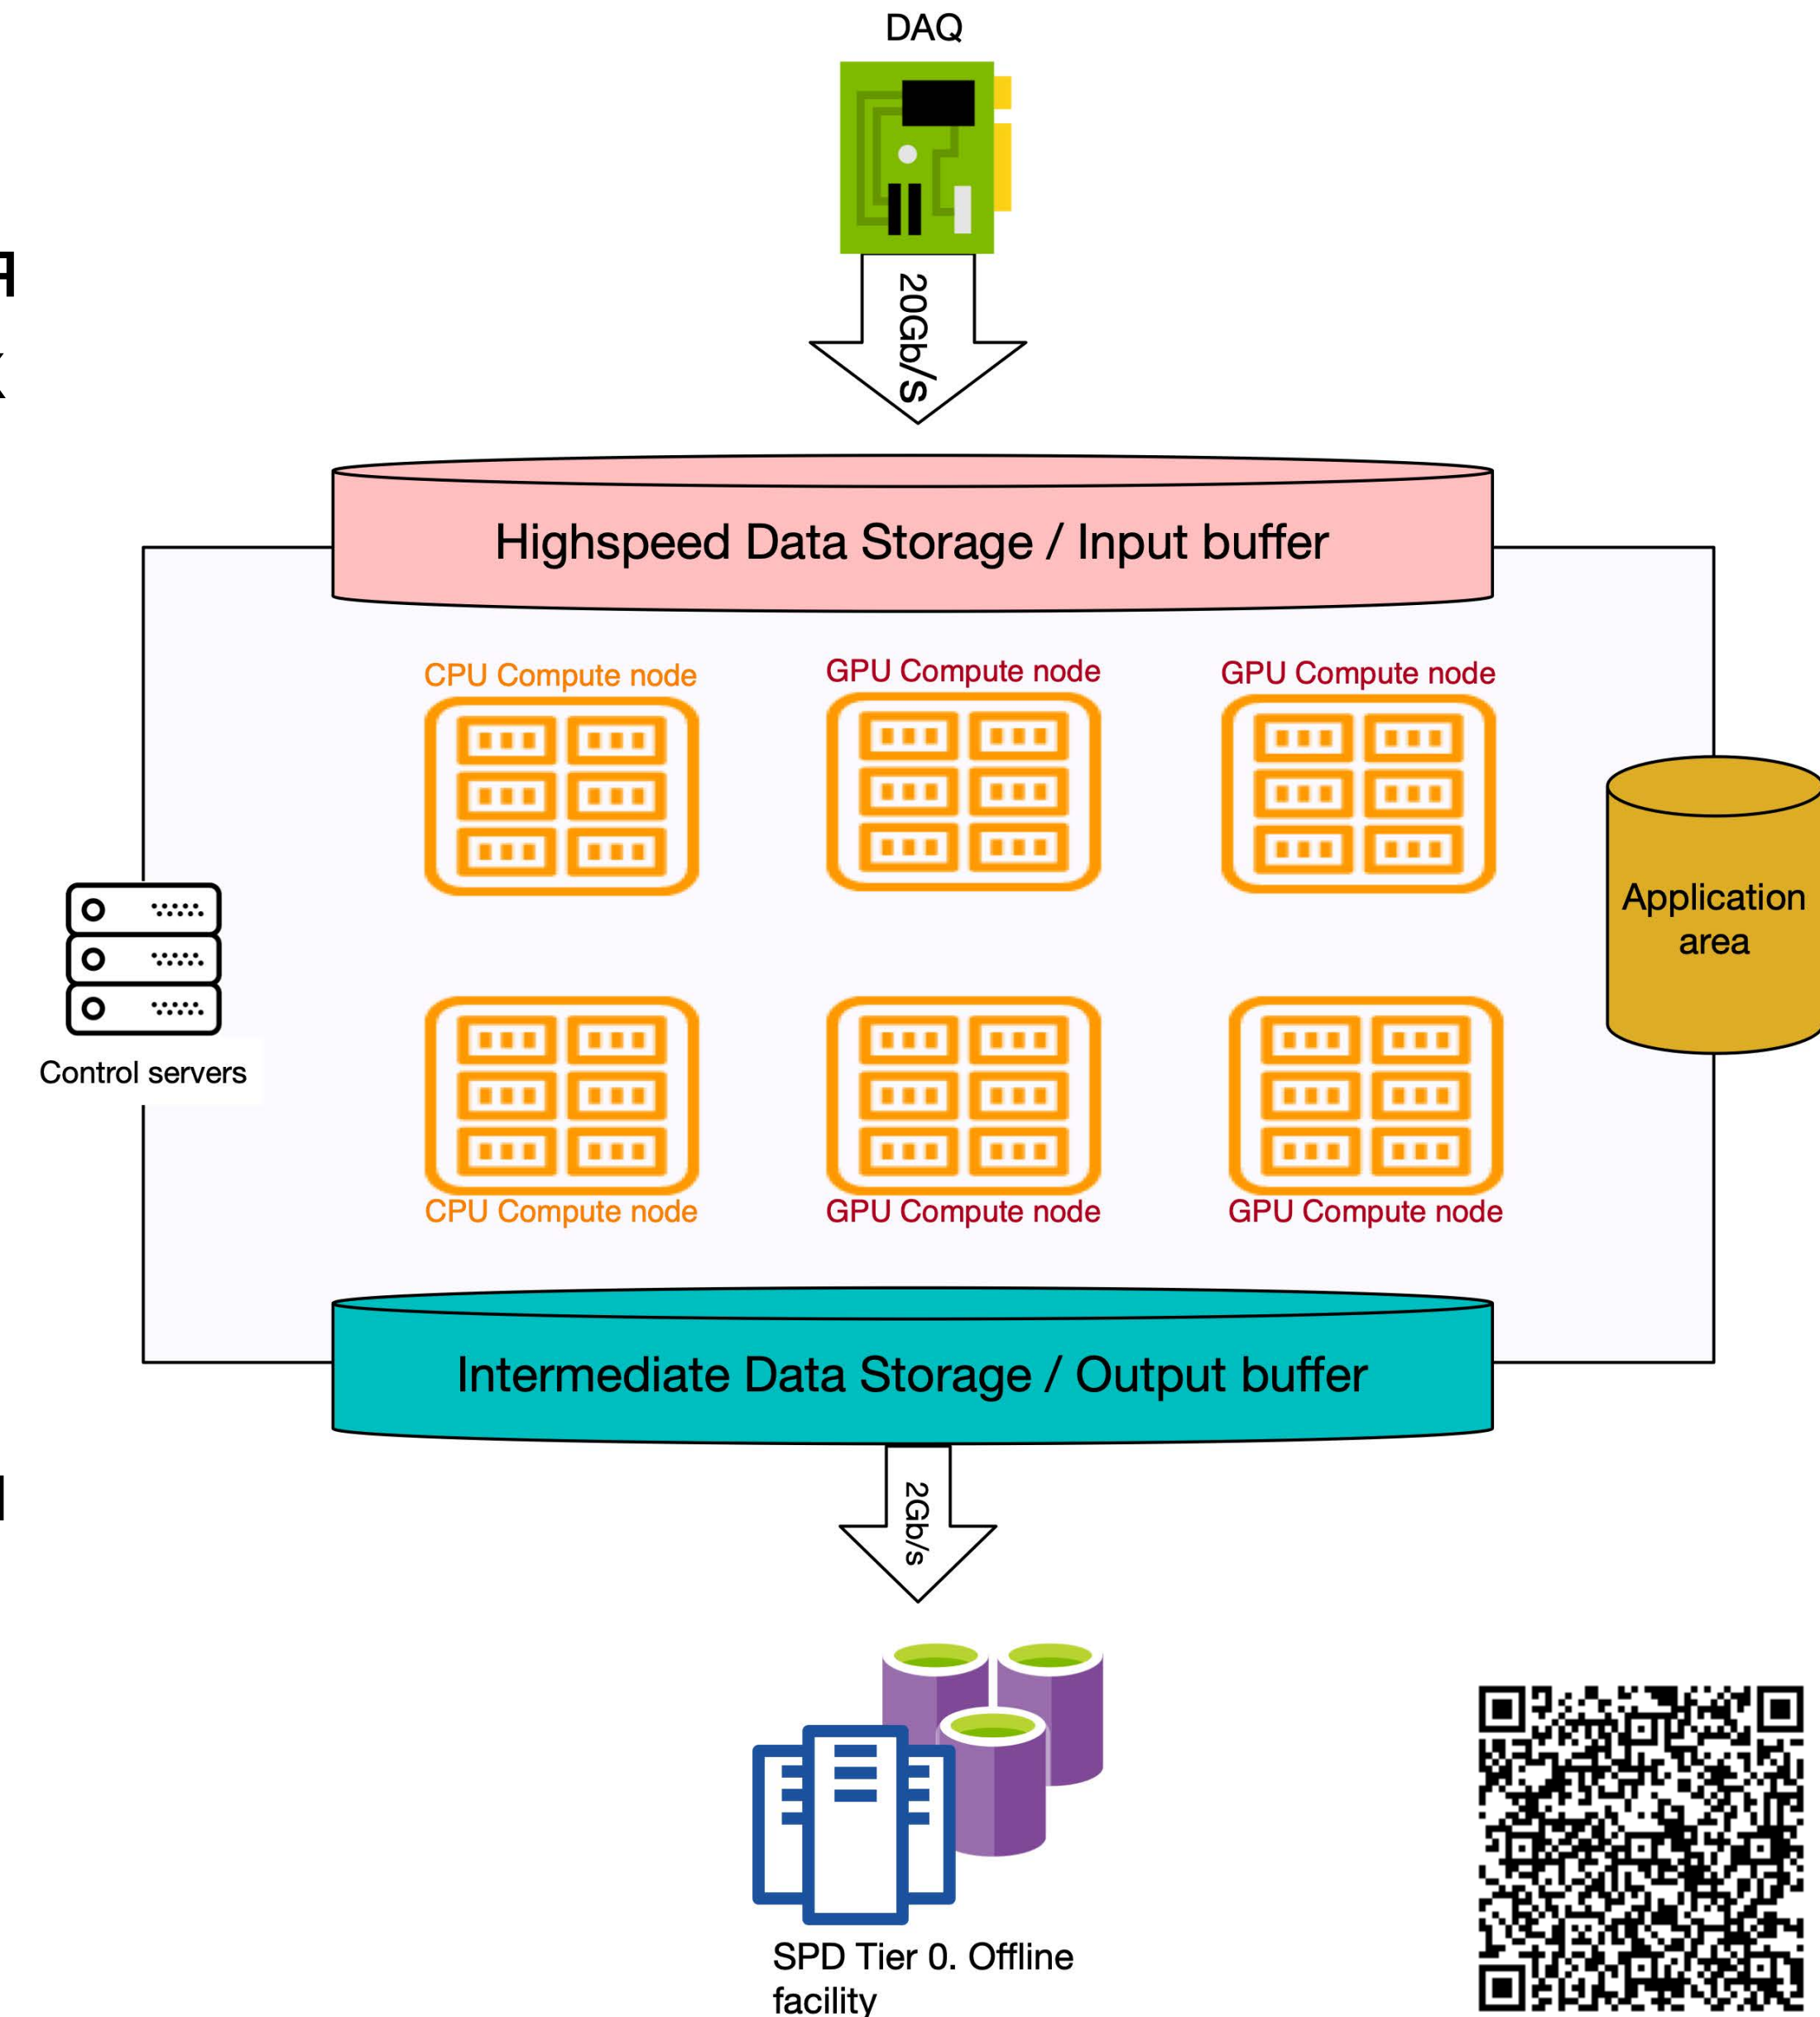 DAQ
20Gb/s
Highspeed Data Storage / Input buffer
CPU Compute node
GPU Compute node
GPU Compute node
Application
area
Control servers
CPU Compute node
GPU Compute node
GPU Compute node
Intermediate Data Storage / Output buffer
2Gb/s
SPD Tier 0. Offline
facility